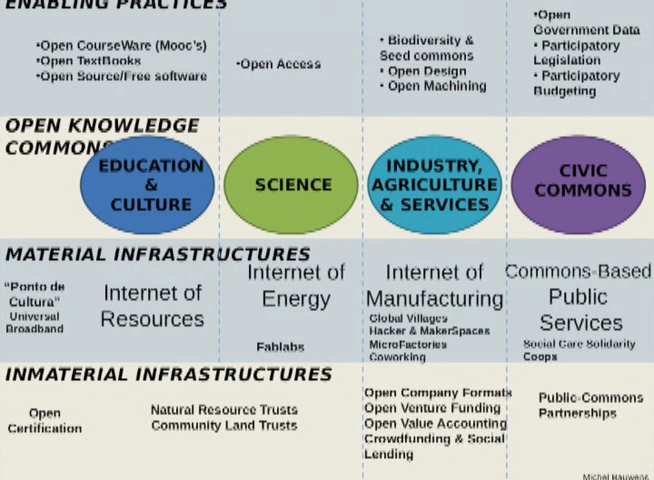 ENABLING PRACTICES
•Open CourseWare (Mooc's)
•Open TextBooks
•Open Source/Free software
•Open Access
• Biodiversity &
Seed commons
• Open Design
• Open Machining
•Open
Government Data
• Participatory
Legislation
• Participatory
Budgeting
OPEN KNOWLEDGE
COMMONS
EDUCATION
&
CULTURE
SCIENCE
INDUSTRY,
AGRICULTURE
& SERVICES
CIVIC
COMMONS
MATERIAL INFRASTRUCTURES
"Ponto de
Cultura"
Universal
Broadband
Internet of
Resources
Internet of
Energy
Fablabs
Internet of
Manufacturing
Global Villages
Hacker & MakerSpaces
MicroFactories
Coworking
Commons-Based
Public
Services
Social Care Solidarity
Coops
INMATERIAL INFRASTRUCTURES
Open
Certification
Natural Resource Trusts
Community Land Trusts
Open Company Formats
Open Venture Funding
Open Value Accounting
Crowdfunding & Social
Lending
Public-Commons
Partnerships
Michel Bauwens